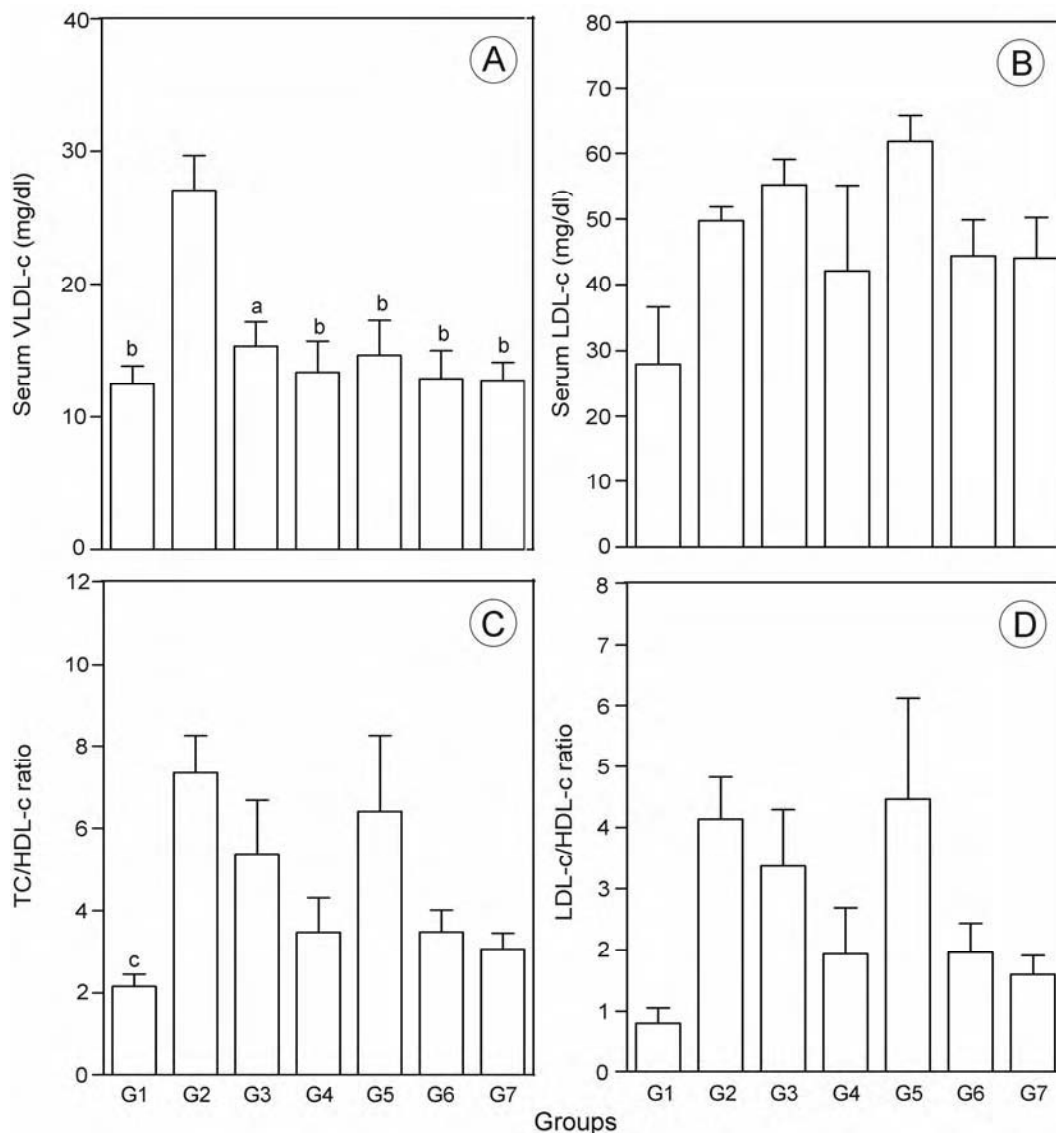 A
Serum VLDL-c (mg/dl)
40
30
20
10
0
b
a
b
b
b
b
B
Serum LDL-c (mg/dl)
80
70
60
50
40
30
20
10
0
C
TC/HDL-c ratio
12
10
8
6
4
2
0
c
G1 G2 G3 G4 G5 G6 G7
D
LDL-c/HDL-c ratio
8
7
6
5
4
3
2
1
0
G1 G2 G3 G4 G5 G6 G7
Groups